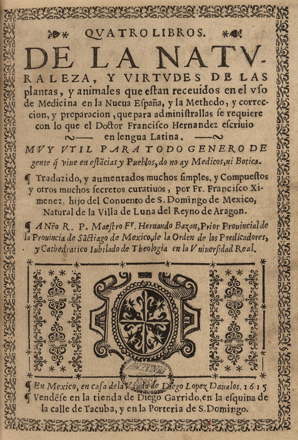 QVATRO LIBROS.
DE LA NATV-
RALEZA, Y VIRTVDES DE LAS
plantas, y animales que estan receuidos en el vso
de Medicina en la Nueua España, y la Methodo, y correc-
cion, y preparacion, que para administrallas se requiere
con lo que el Doctor Francisco Hernandez escriuio
en lengua Latina.
MVY VTIL PARA TODO GENERO DE
gente q̃ viue en estãcias y Pueblos, do no ay Medicos, ni Botica.
¶ Traduzido, y aumentados muchos simples, y Compuestos
y otros muchos secretos curatiuos, por Fr. Francisco Xi-
menez, hijo del Conuento de S. Domingo de Mexico,
Natural de la Villa de Luna del Reyno de Aragon.
¶ A Nr̃o R. P. Maestro Fr. Hernando Bazan, Prior Prouincial de
la Prouincia de Sãctiago de Mexico, de la Orden de los Predicadores,
y Cathedratico Iubilado de Theologia en la Vniuersidad Real.
¶ En Mexico, en casa de la Viuda de Diego Lopez Daualos. 1615
¶ Vendese en la tienda de Diego Garrido, en la esquina de
la calle de Tacuba, y en la Porteria de S. Domingo.